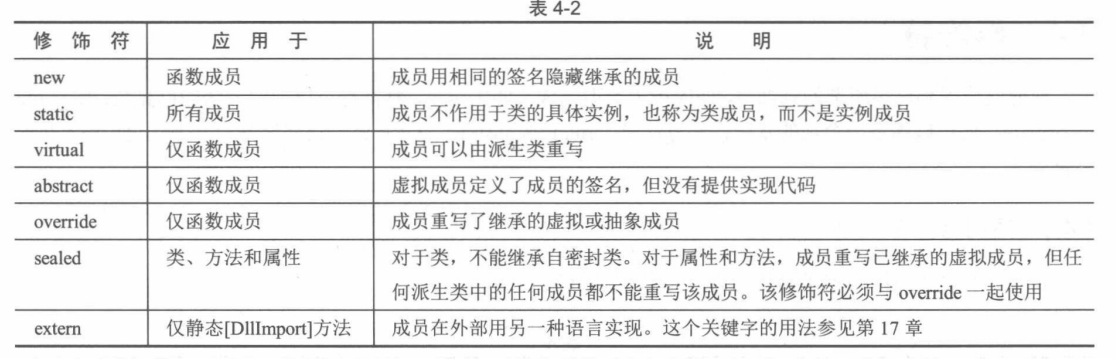 表 4-2
修 饰 符 应 用 于 说 明
new 函数成员 成员用相同的签名隐藏继承的成员
static 所有成员 成员不作用于类的具体实例，也称为类成员，而不是实例成员
virtual 仅函数成员 成员可以由派生类重写
abstract 仅函数成员 虚拟成员定义了成员的签名，但没有提供实现代码
override 仅函数成员 成员重写了继承的虚拟或抽象成员
sealed 类、方法和属性 对于类，不能继承自密封类。对于属性和方法，成员重写已继承的虚拟成员，但任
何派生类中的任何成员都不能重写该成员。该修饰符必须与 override 一起使用
extern 仅静态[DllImport]方法 成员在外部用另一种语言实现。这个关键字的用法参见第 17 章